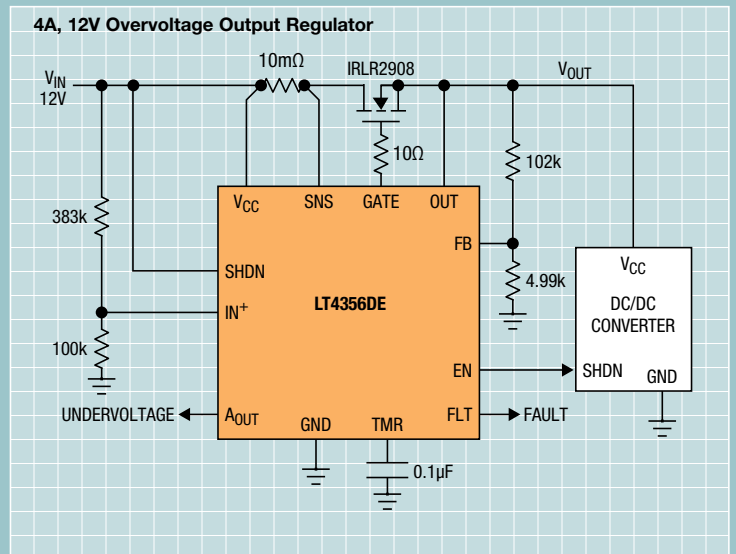 4A, 12V Overvoltage Output Regulator
10mΩ
IRLR2908
VIN
12V
VOUT
10Ω
102k
383k
VCC
SNS
GATE
OUT
FB
4.99k
VCC
SHDN
LT4356DE
DC/DC
CONVERTER
IN+
100k
EN
SHDN
GND
UNDERVOLTAGE
AOUT
GND
TMR
FLT
FAULT
0.1µF